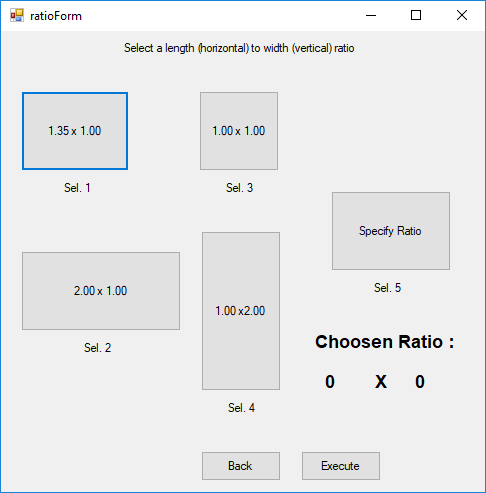 ratioForm
Select a length (horizontal) to width (vertical) ratio
1.35 x 1.00
1.00 x 1.00
Sel. 1
Sel. 3
Specify Ratio
Sel. 5
2.00 x 1.00
1.00 x2.00
Sel. 2
Sel. 4
Choosen Ratio :
0 X 0
Back
Execute